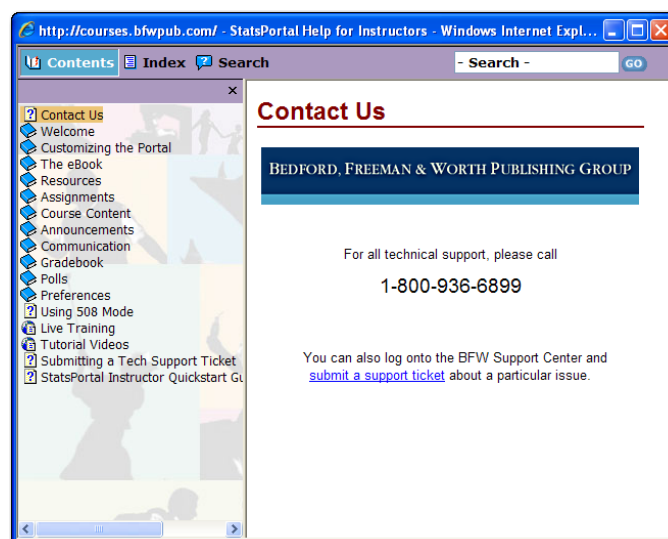 http://courses.bfwpub.com/ - StatsPortal Help for Instructors - Windows Internet Expl...
Contents Index Search - Search - GO
Contact Us
Welcome
Customizing the Portal
The eBook
Resources
Assignments
Course Content
Announcements
Communication
Gradebook
Polls
Preferences
Using 508 Mode
Live Training
Tutorial Videos
Submitting a Tech Support Ticket
StatsPortal Instructor Quickstart Gu
Contact Us
BEDFORD, FREEMAN & WORTH PUBLISHING GROUP
For all technical support, please call
1-800-936-6899
You can also log onto the BFW Support Center and
submit a support ticket about a particular issue.